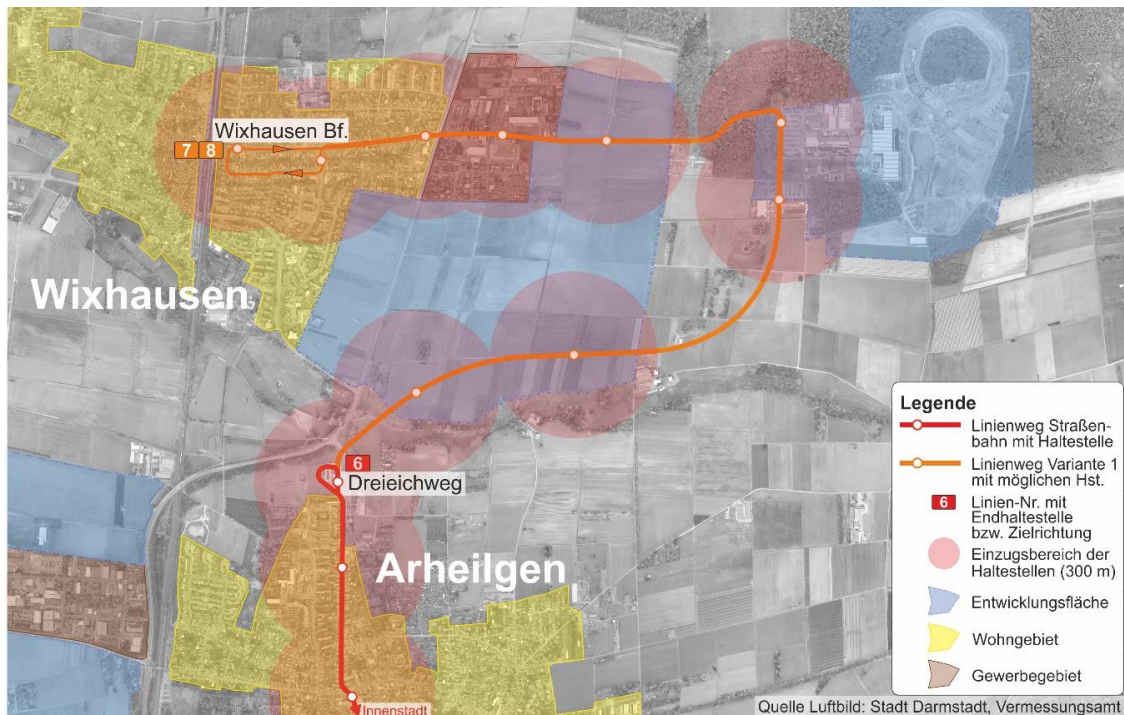 Wixhausen Bf.
7 8
Wixhausen
6
Dreieichweg
Arheilgen
Innenstadt
Legende
Linienweg Straßen-
bahn mit Haltestelle
Linienweg Variante 1
mit möglichen Hst.
6 Linien-Nr. mit
Endhaltestelle
bzw. Zielrichtung
Einzugsbereich der
Haltestellen (300 m)
Entwicklungsfläche
Wohngebiet
Gewerbegebiet
Quelle Luftbild: Stadt Darmstadt, Vermessungsamt